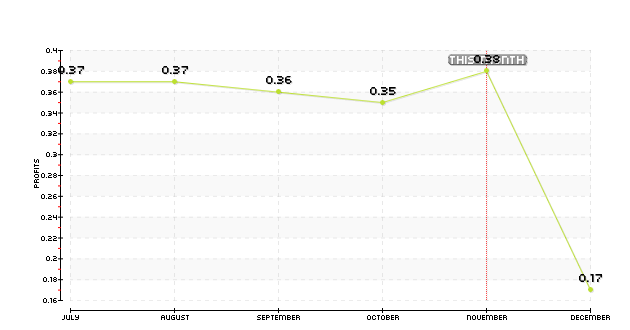 0.4
0.38
0.36
0.34
0.32
0.3
0.28
0.26
0.24
0.22
0.2
0.18
0.16
PROFITS
0.37
0.37
0.36
0.35
THIS MONTH
0.38
0.17
JULY
AUGUST
SEPTEMBER
OCTOBER
NOVEMBER
DECEMBER